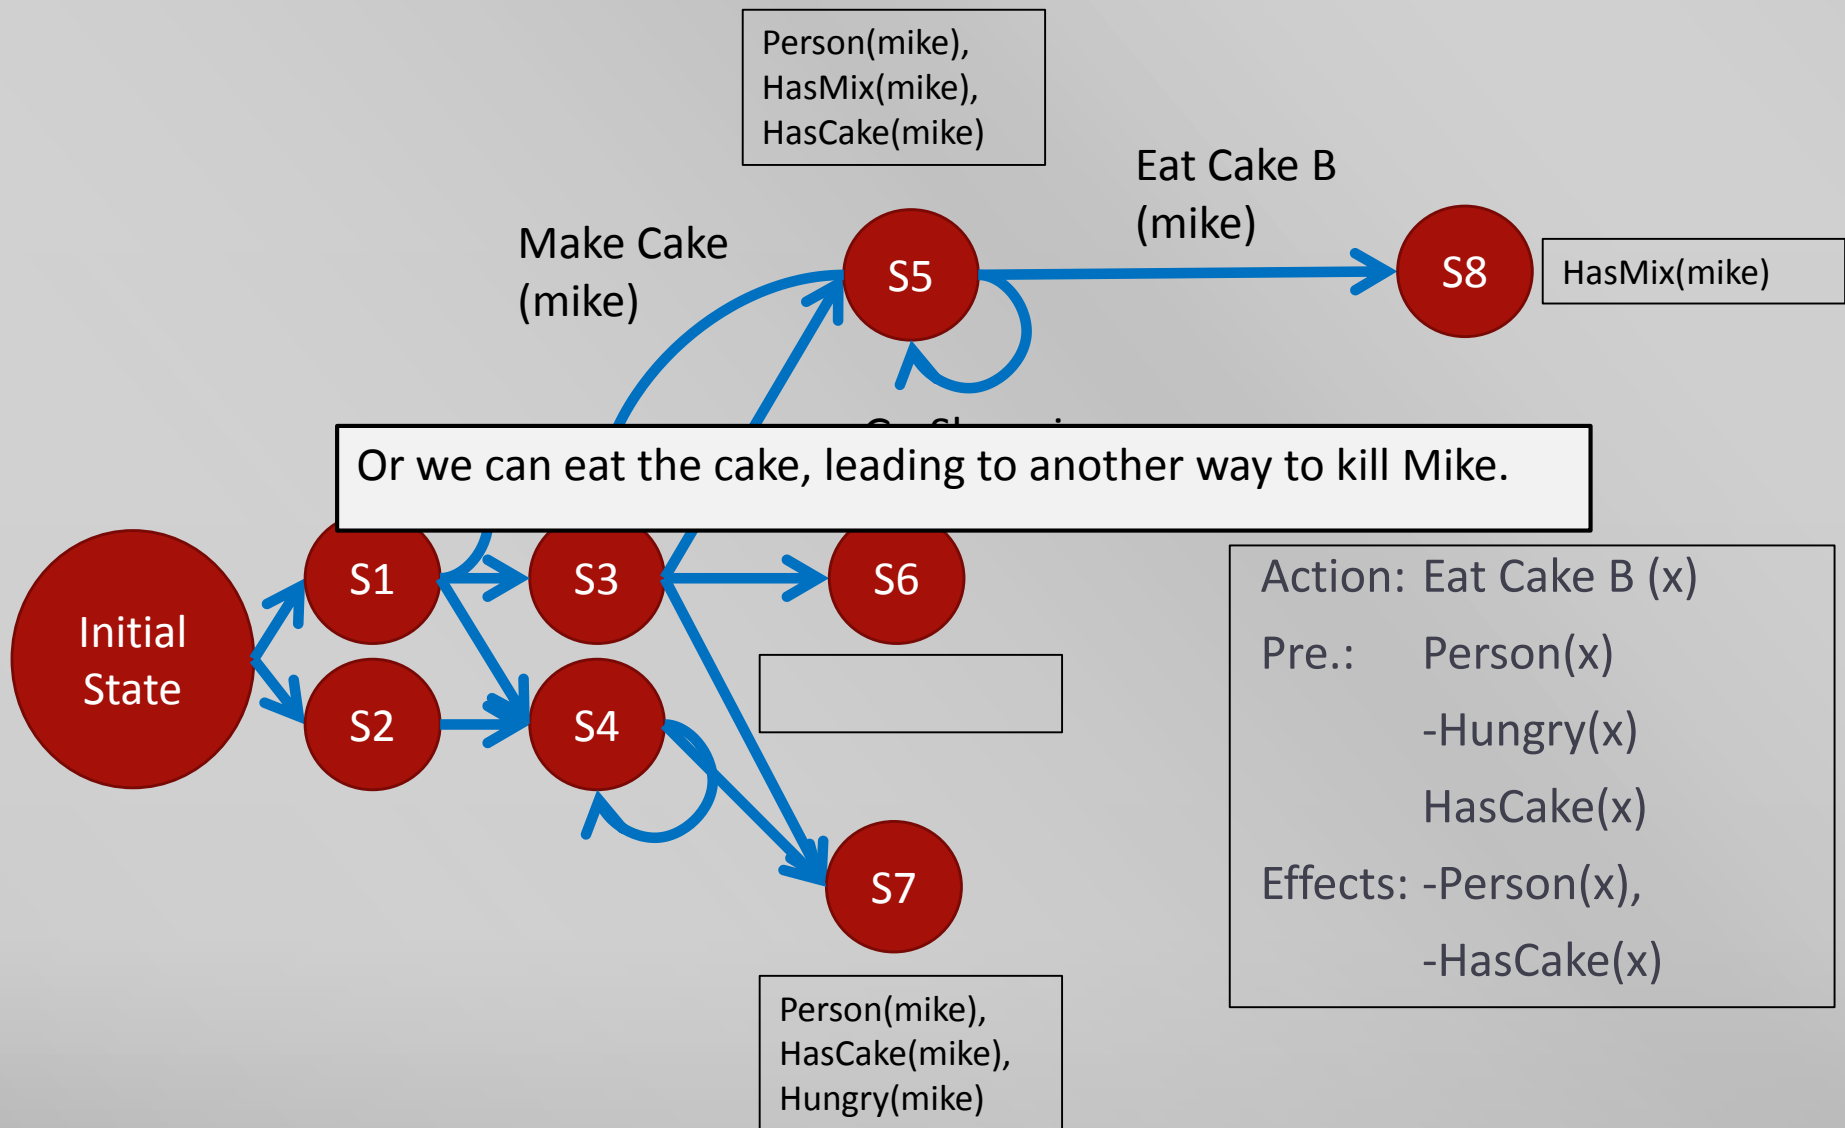 Person(mike),
HasMix(mike),
HasCake(mike)
Eat Cake B
(mike)
Make Cake
(mike)
S5
S8
HasMix(mike)
Or we can eat the cake, leading to another way to kill Mike.
Initial
State
S1
S3
S6
S2
S4
S7
Action: Eat Cake B (x)
Pre.: Person(x)
-Hungry(x)
HasCake(x)
Effects: -Person(x),
-HasCake(x)
Person(mike),
HasCake(mike),
Hungry(mike)